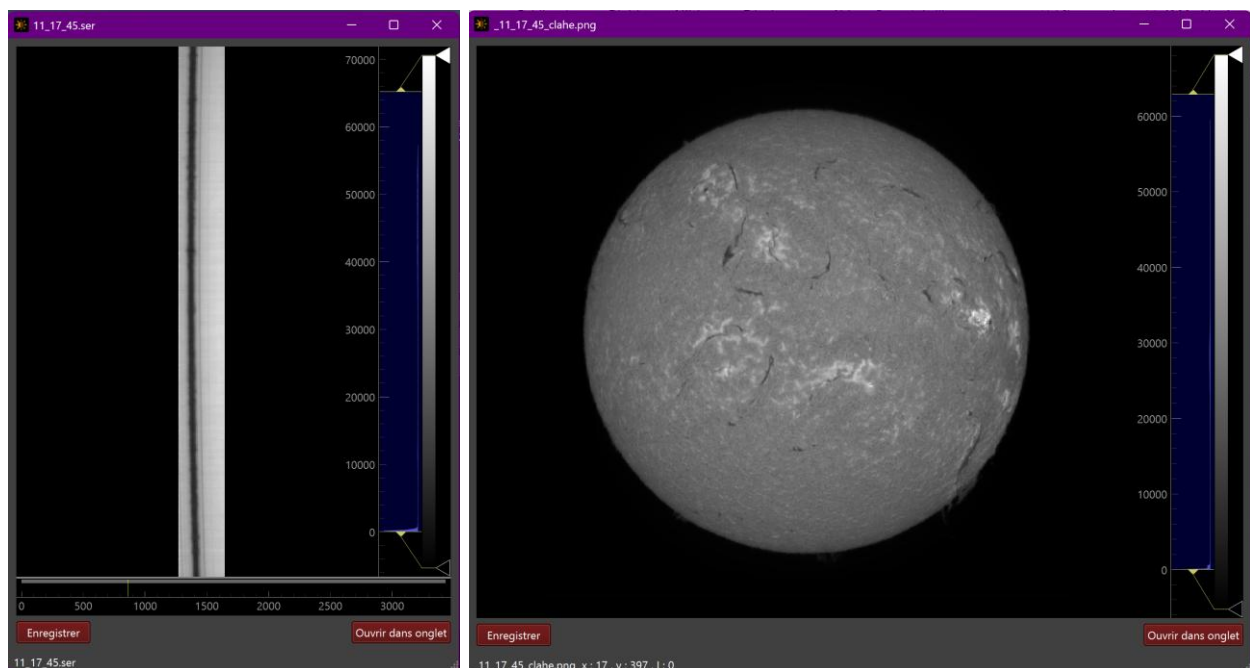 11_17_45.ser
70000
60000
50000
40000
30000
20000
10000
0
0 500 1000 1500 2000 2500 3000
Enregistrer
Ouvrir dans onglet
11_17_45.ser
_11_17_45_clahe.png
60000
50000
40000
30000
20000
10000
0
Enregistrer
Ouvrir dans onglet
11_17_45_clahe.png x : 17 , y : 397 I : 0